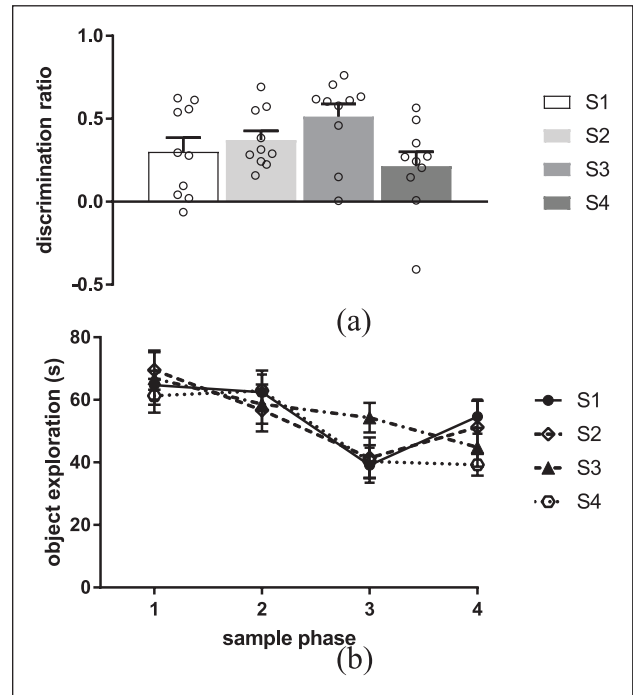 1.0
0.5
0.0
-0.5
discrimination ratio
S1
S2
S3
S4
(a)
80
60
40
20
0
object exploration (s)
1 2 3 4
sample phase
S1
S2
S3
S4
(b)